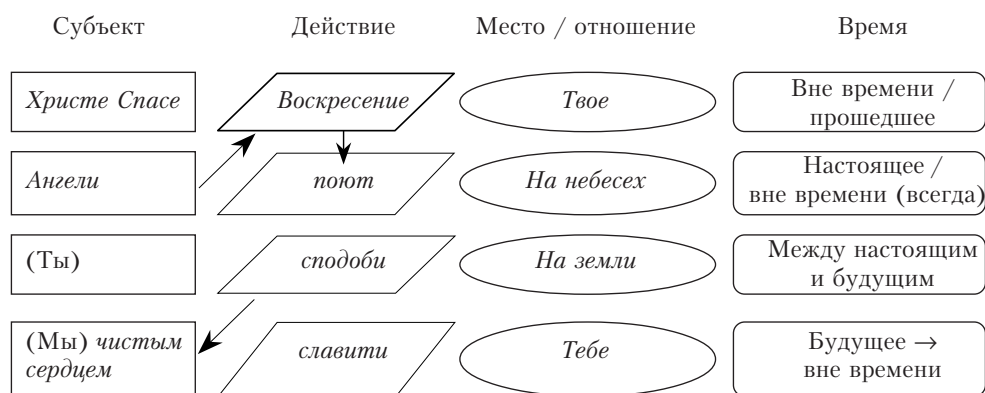 Субъект Действие Место / отношение Время
Христе Спасе Воскресение Твое Вне времени /
прошедшее
Ангели поют На небесех Настоящее /
вне времени (всегда)
(Ты) сподоби На земли Между настоящим
и будущим
(Мы) чистым славити Тебе Будущее →
сердцем вне времени